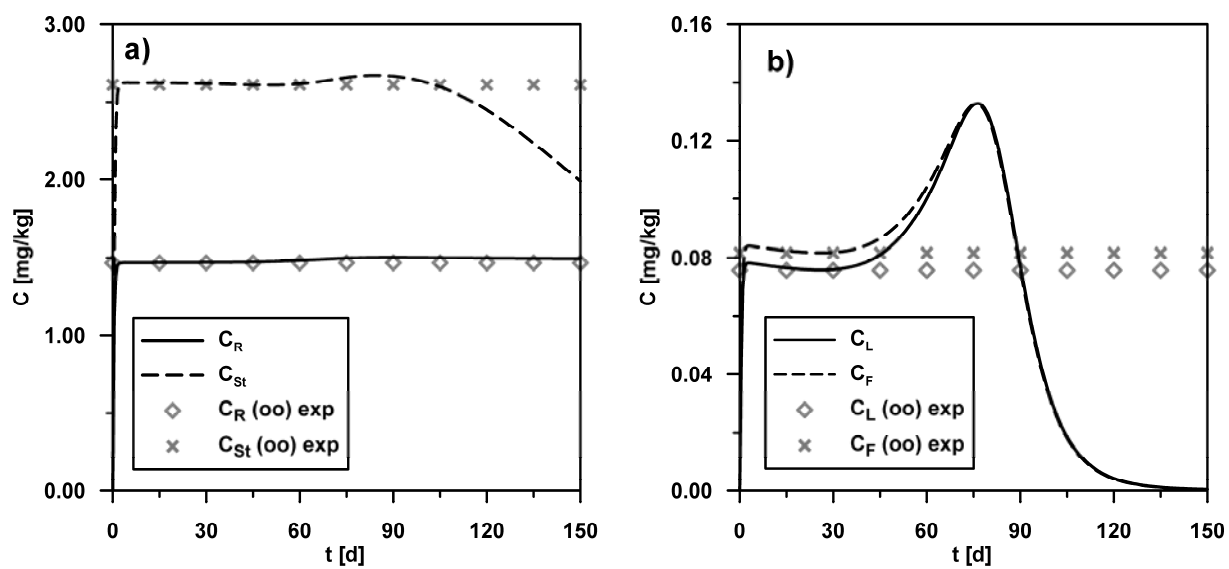 a)
3.00
2.00
1.00
0.00
C [mg/kg]
0
30
60
90
120
150
t [d]
C_R
C_St
C_R (oo) exp
C_St (oo) exp
b)
0.16
0.12
0.08
0.04
0.00
C [mg/kg]
0
30
60
90
120
150
t [d]
C_L
C_F
C_L (oo) exp
C_F (oo) exp